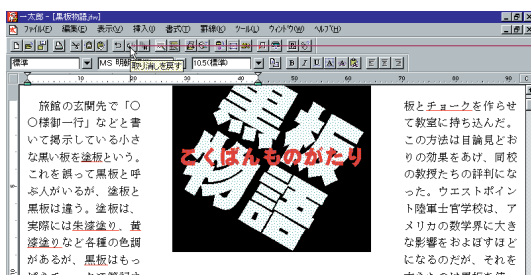 一太郎 - [黒板物語.jtw]
ファイル(F) 編集(E) 表示(V) 挿入(I) 書式(T) 罫線(K) ツール(L) ウィンドウ(W) ヘルプ(H)
標準 MS 明朝 10.5(標準) B I U A A
取り消しを戻す
10 20 30 40 50 60 70 80 90
旅館の玄関先で「○
○様御一行」などと書
いて掲示している小さ
な黒い板を塗板という。
これを誤って黒板と呼
ぶ人がいるが、塗板と
黒板は違う。塗板は、
実際には朱漆塗り、黄
漆塗りなど各種の色調
があるが、黒板はもっ
黒板
物語
こくばんものがたり
板とチョークを作らせ
て教室に持ち込んだ。
この方法は目論見どお
りの効果をあげ、同校
の教授たちの評判にな
った。ウエストポイン
ト陸軍士官学校は、ア
メリカの数学界に大き
な影響をおよぼすほど
になるのだが、それを